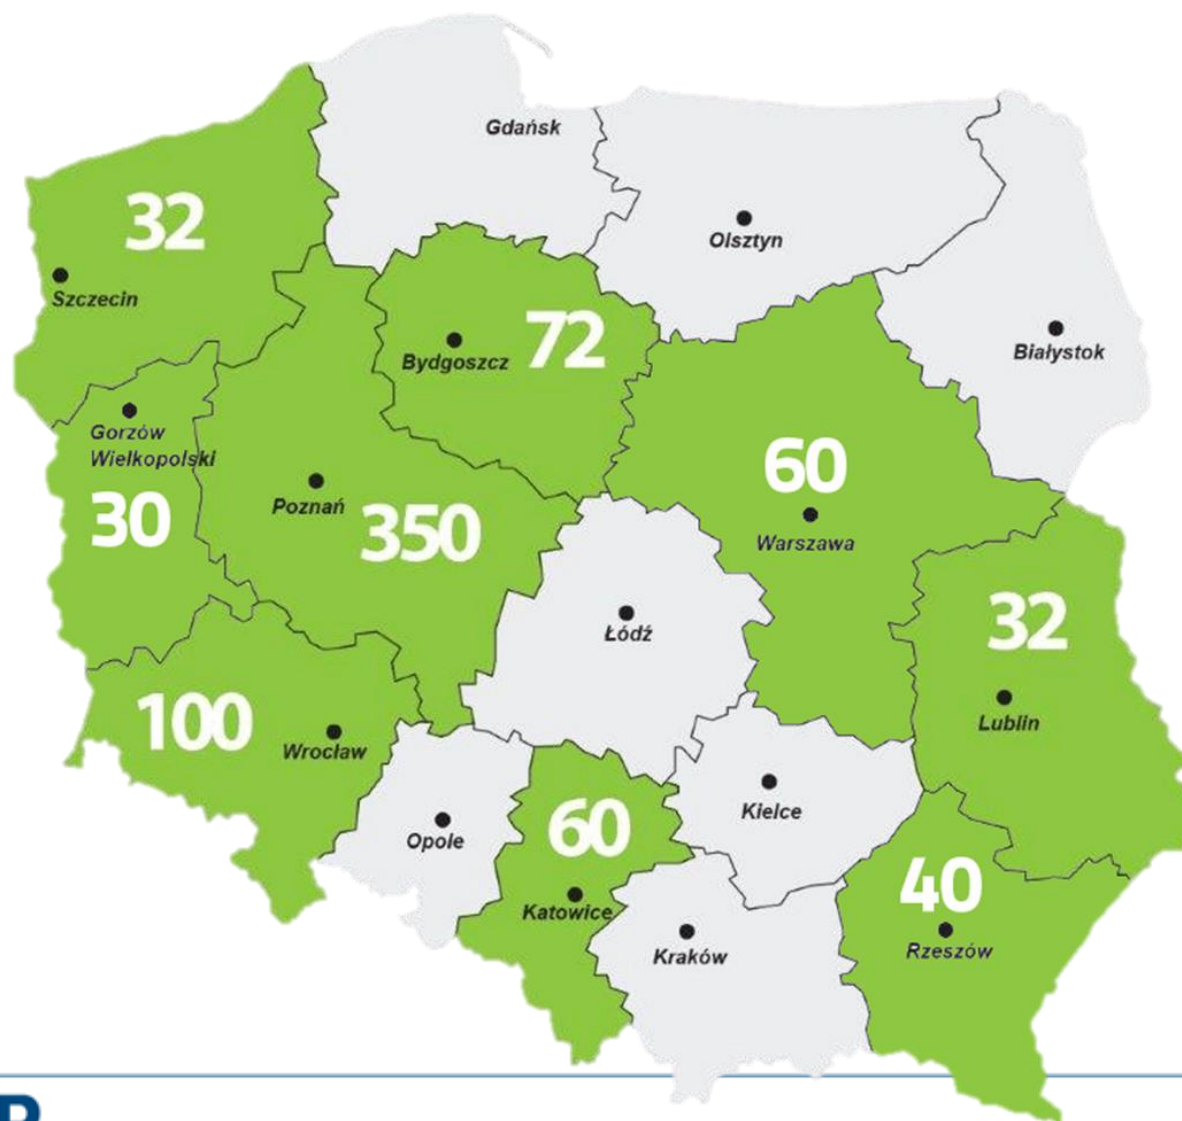 Gdańsk
32
Olsztyn
Szczecin
72
Bydgoszcz
Białystok
Gorzów
Wielkopolski
60
30
Poznań
350
Warszawa
32
Łódź
100
Wrocław
Lublin
60
Kielce
Opole
40
Katowice
Kraków
Rzeszów